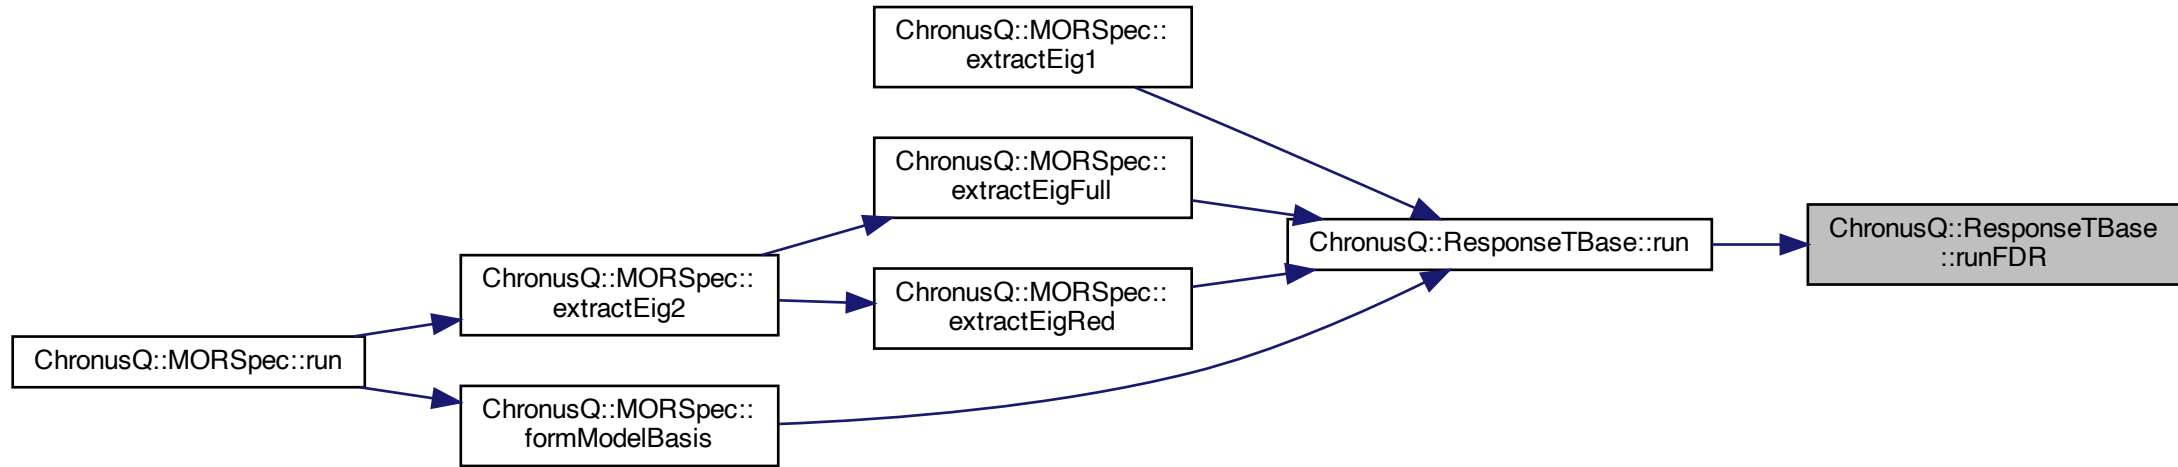 ChronusQ::MORSpec::
extractEig1
ChronusQ::MORSpec::
extractEigFull
ChronusQ::ResponseTBase
::runFDR
ChronusQ::ResponseTBase::run
ChronusQ::MORSpec::
extractEig2
ChronusQ::MORSpec::
extractEigRed
ChronusQ::MORSpec::run
ChronusQ::MORSpec::
formModelBasis